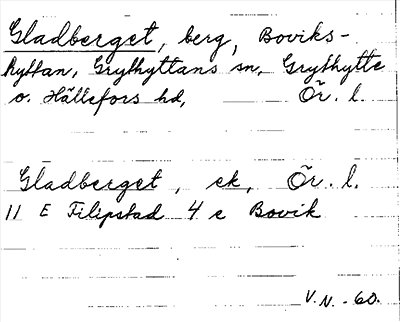 Gladberget, berg, Boviks-
hyttan, Grythyttans sn, Grythytte
o. Hällefors hd, Ör. l.
Gladberget, ek, Ör. l.
11 E Filipstad 4 c Bovik
V.N. -60.